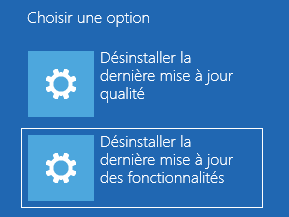 Choisir une option
Désinstaller la
dernière mise à jour
qualité
Désinstaller la
dernière mise à jour
des fonctionnalités